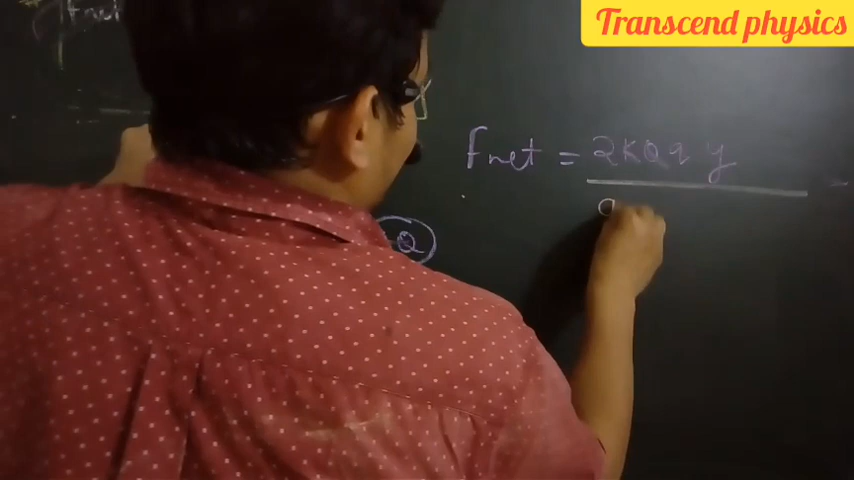 Transcend physics
Fnet
Fnet = 2KQq y
Q